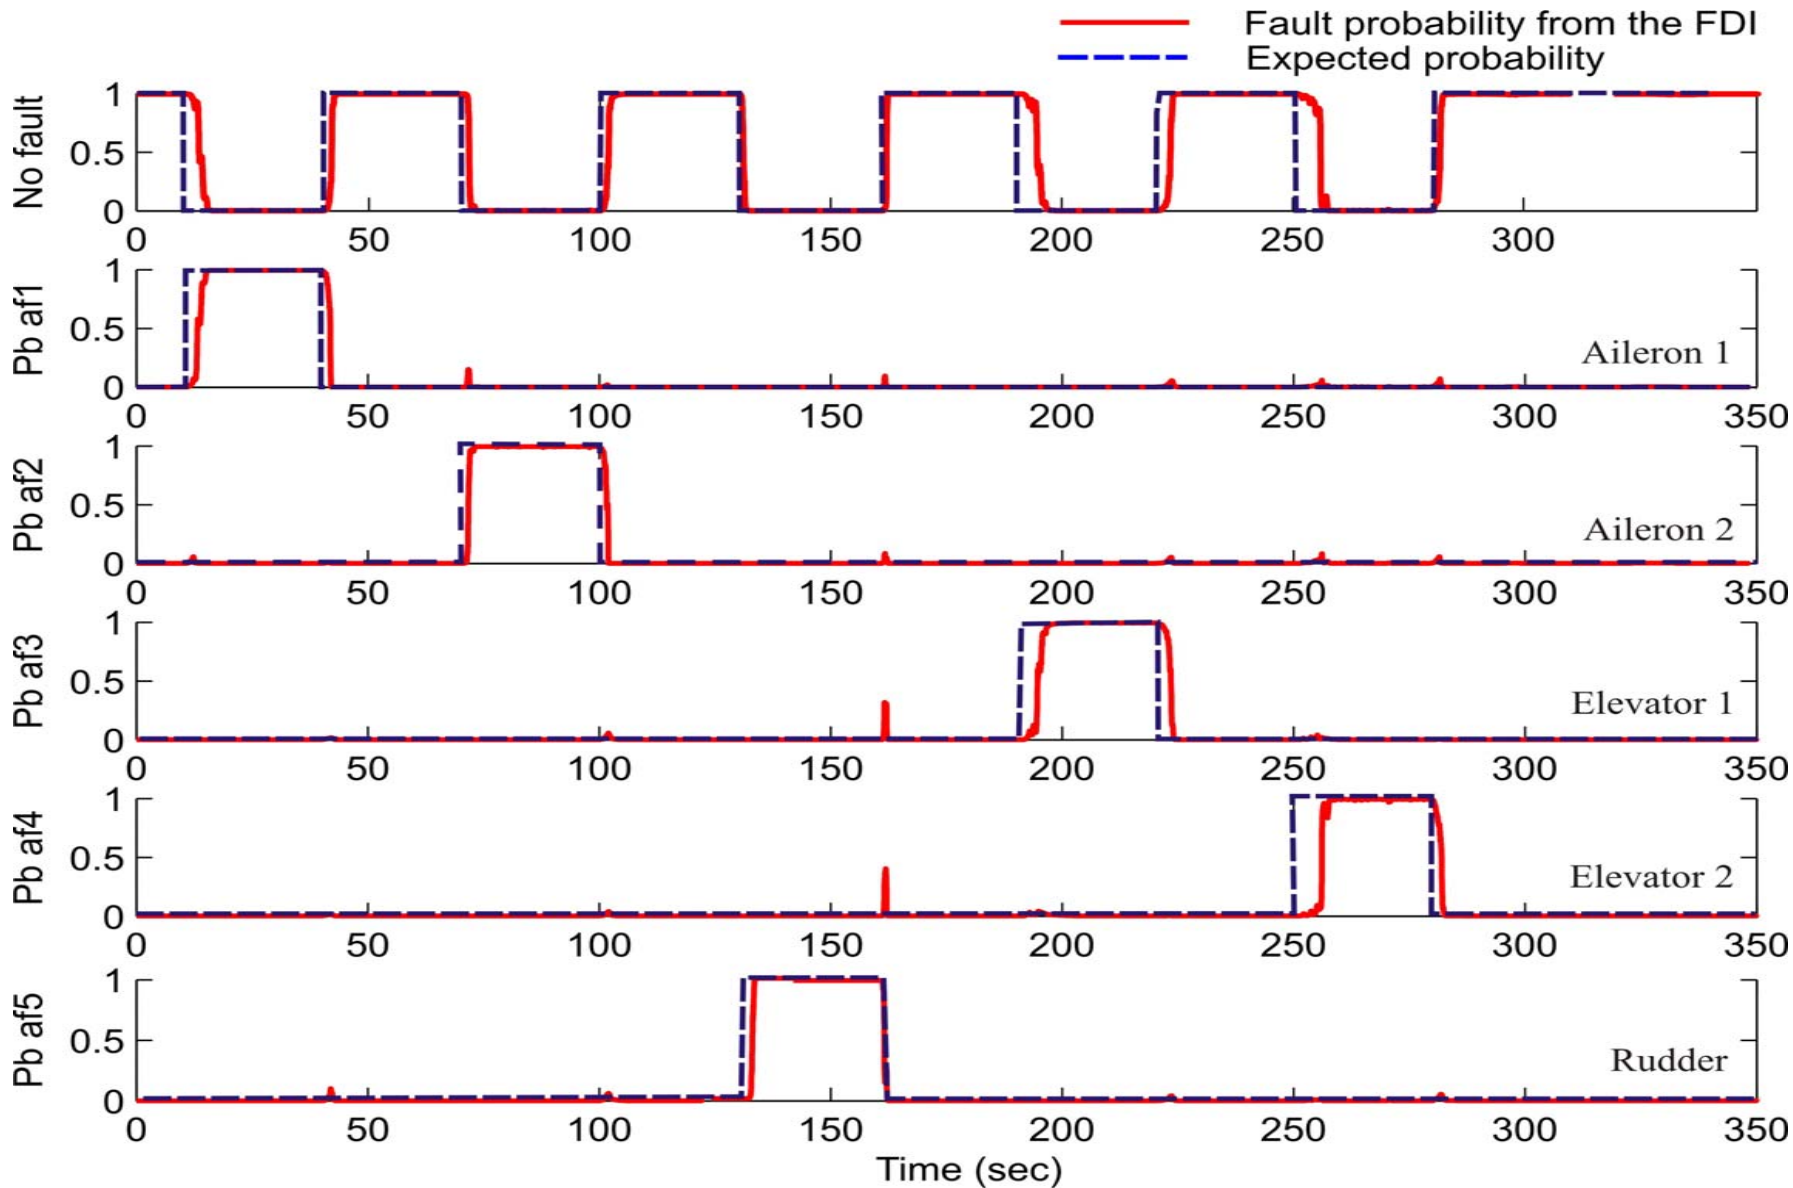 Fault probability from the FDI
Expected probability
No fault
1
0.5
0
0 50 100 150 200 250 300
Pb af1
1
0.5
0
Aileron 1
0 50 100 150 200 250 300 350
Pb af2
1
0.5
0
Aileron 2
0 50 100 150 200 250 300 350
Pb af3
1
0.5
0
Elevator 1
0 50 100 150 200 250 300 350
Pb af4
1
0.5
0
Elevator 2
0 50 100 150 200 250 300 350
Pb af5
1
0.5
0
Rudder
0 50 100 150 200 250 300 350
Time (sec)